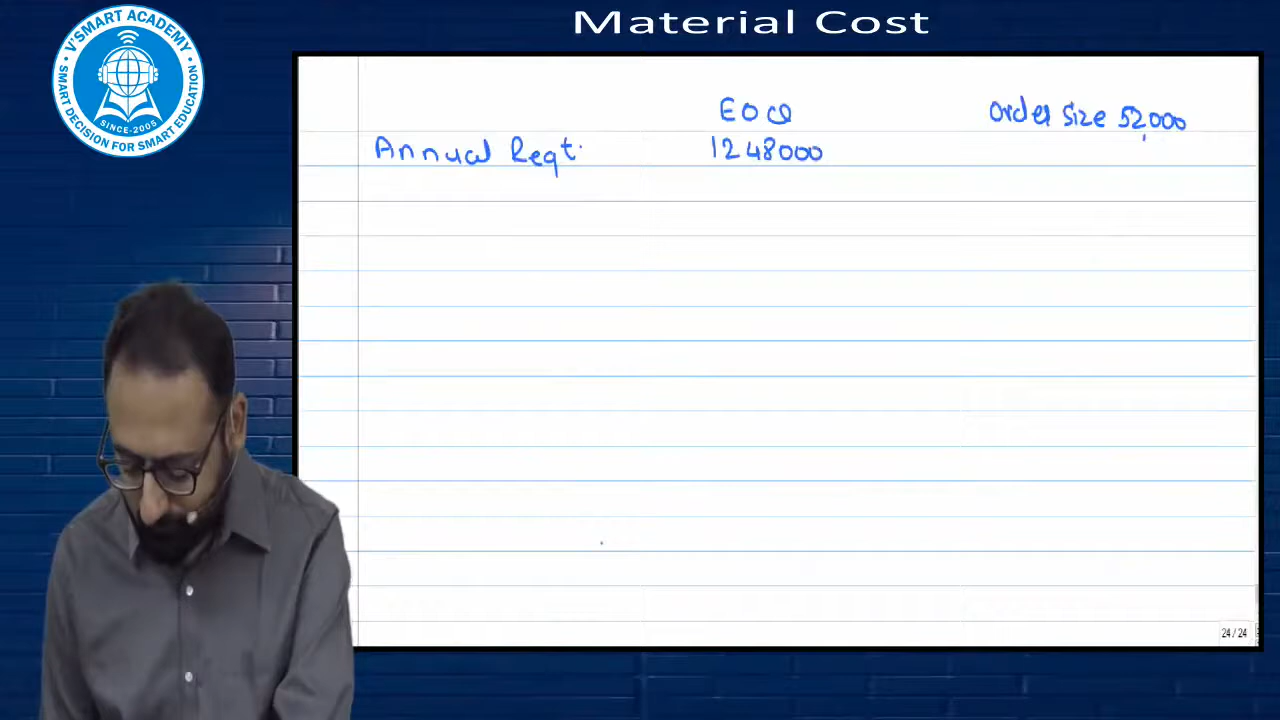 Material Cost
V'SMART ACADEMY
SINCE-2005
SMART DECISION FOR SMART EDUCATION
EOQ
Order Size 52000
Annual Reqt. 1248000
24/24